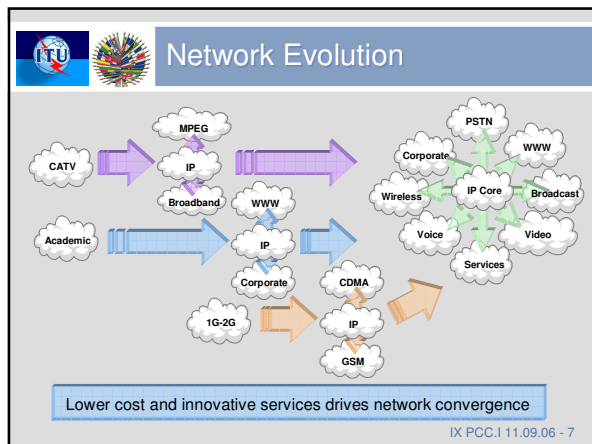 ITU
Network Evolution
MPEG
CATV
IP
Broadband
WWW
Academic
IP
Corporate
CDMA
1G-2G
IP
GSM
PSTN
Corporate
WWW
Wireless
IP Core
Broadcast
Voice
Video
Services
Lower cost and innovative services drives network convergence
IX PCC.I 11.09.06 - 7